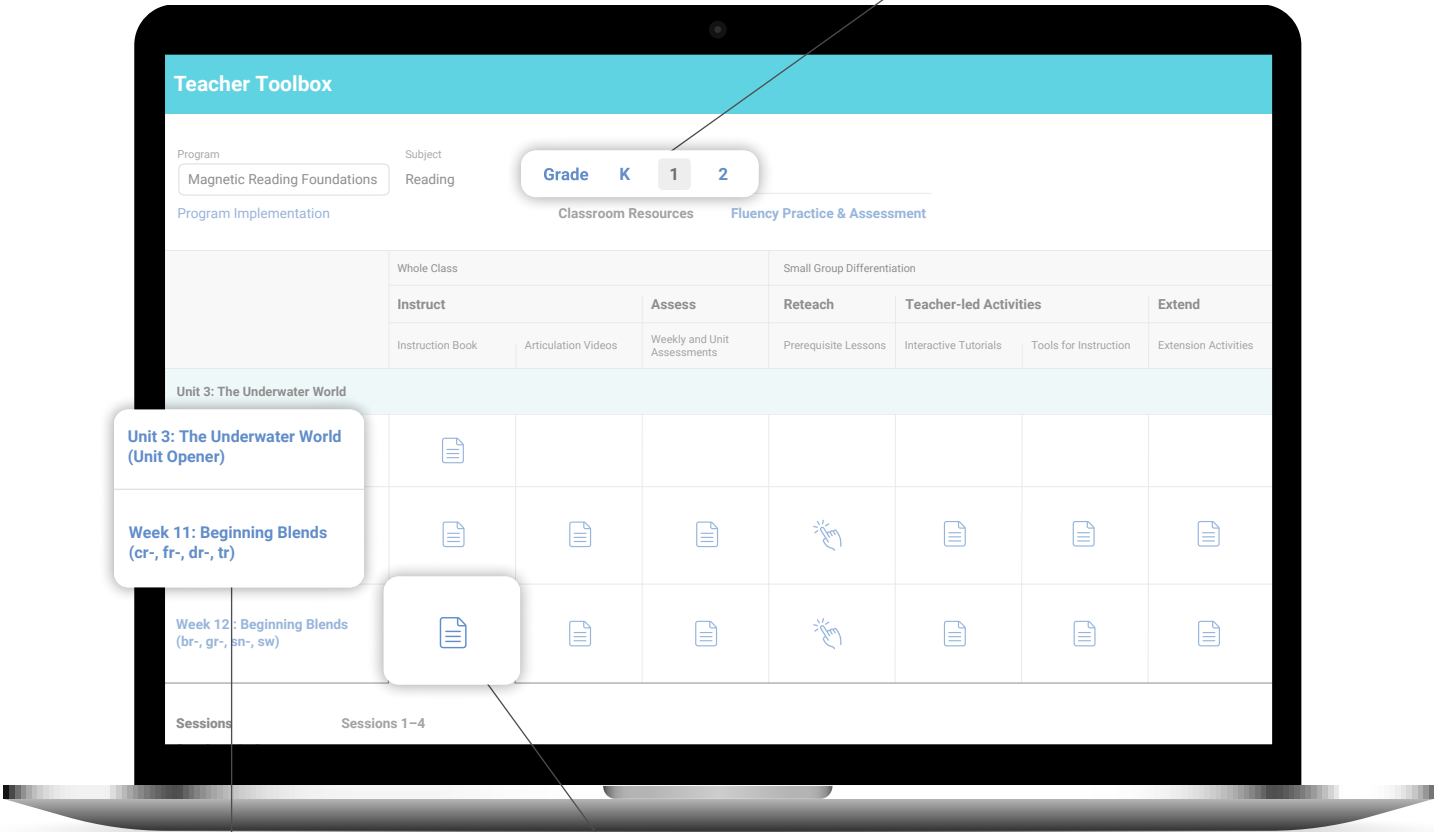 Teacher Toolbox
Program
Subject
Magnetic Reading Foundations
Reading
Grade K 1 2
Program Implementation
Classroom Resources
Fluency Practice & Assessment
Whole Class
Small Group Differentiation
Instruct
Assess
Reteach
Teacher-led Activities
Extend
Instruction Book
Articulation Videos
Weekly and Unit
Assessments
Prerequisite Lessons
Interactive Tutorials
Tools for Instruction
Extension Activities
Unit 3: The Underwater World
Unit 3: The Underwater World
(Unit Opener)
Week 11: Beginning Blends
(cr-, fr-, dr-, tr)
Week 12: Beginning Blends
(br-, gr-, sn-, sw)
Sessions
Sessions 1–4